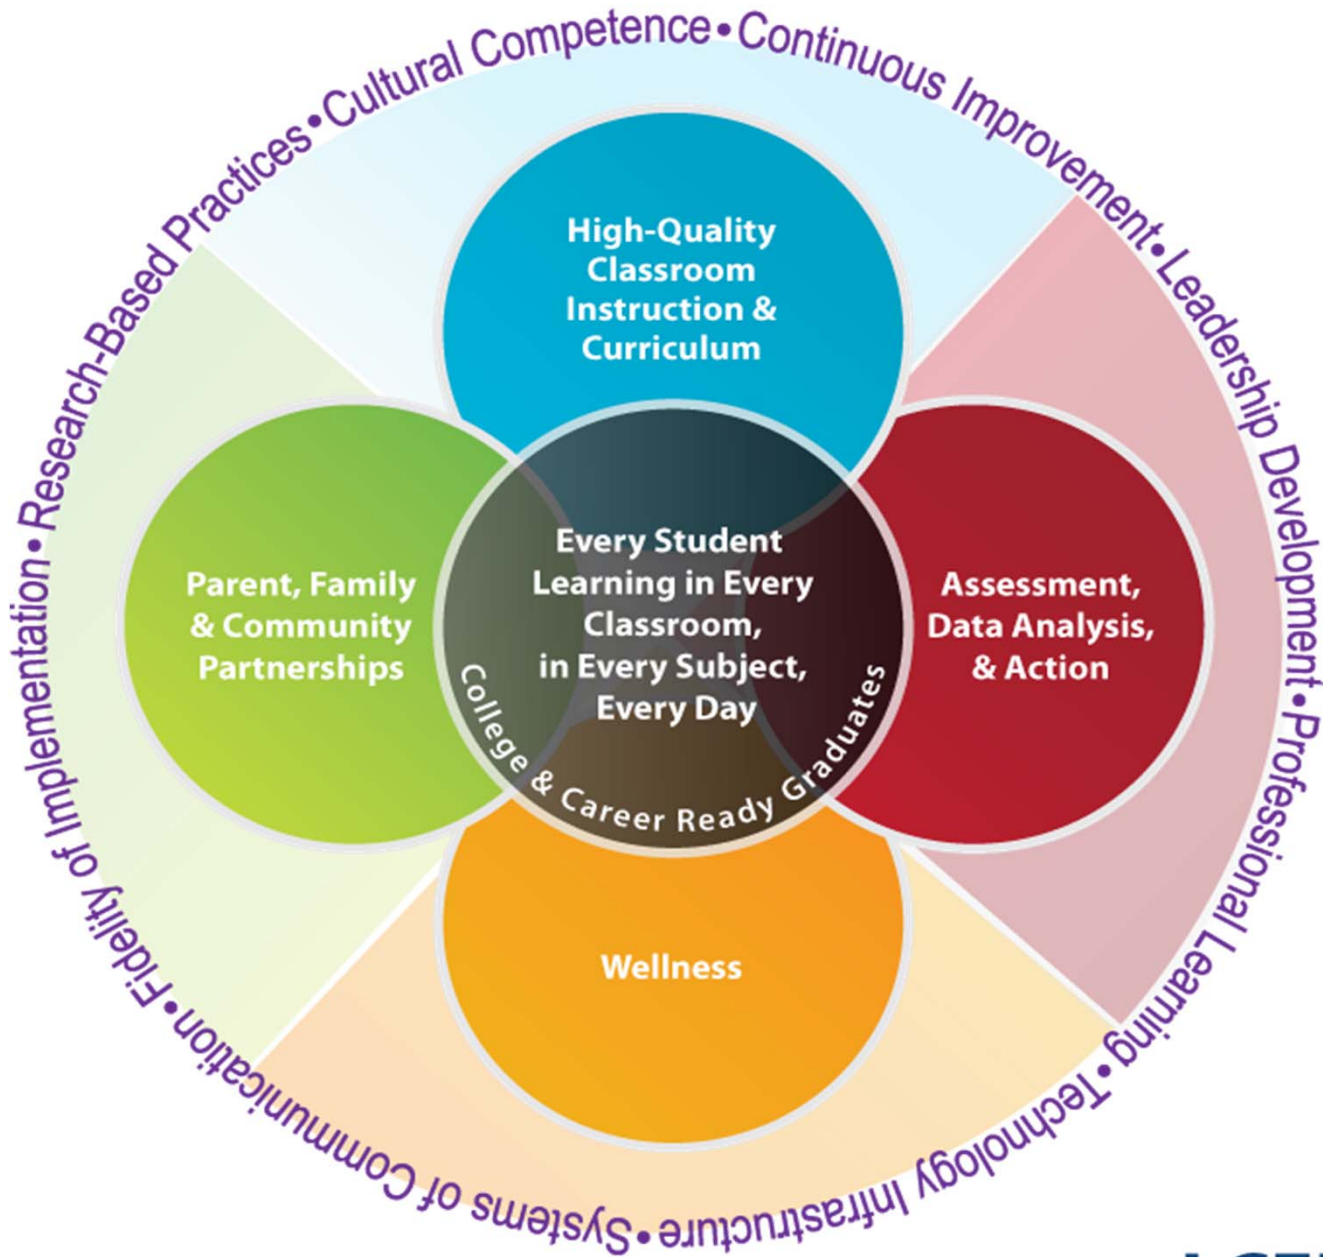 Research-Based Practices•Cultural Competence•Continuous Improvement•Leadership Development•Professional Learning•Technology Infrastructure•Systems of Communication•Fidelity of Implementation•
High-Quality
Classroom
Instruction &
Curriculum
Parent, Family
& Community
Partnerships
Every Student
Learning in Every
Classroom,
in Every Subject,
Every Day
College & Career Ready Graduates
Assessment,
Data Analysis,
& Action
Wellness